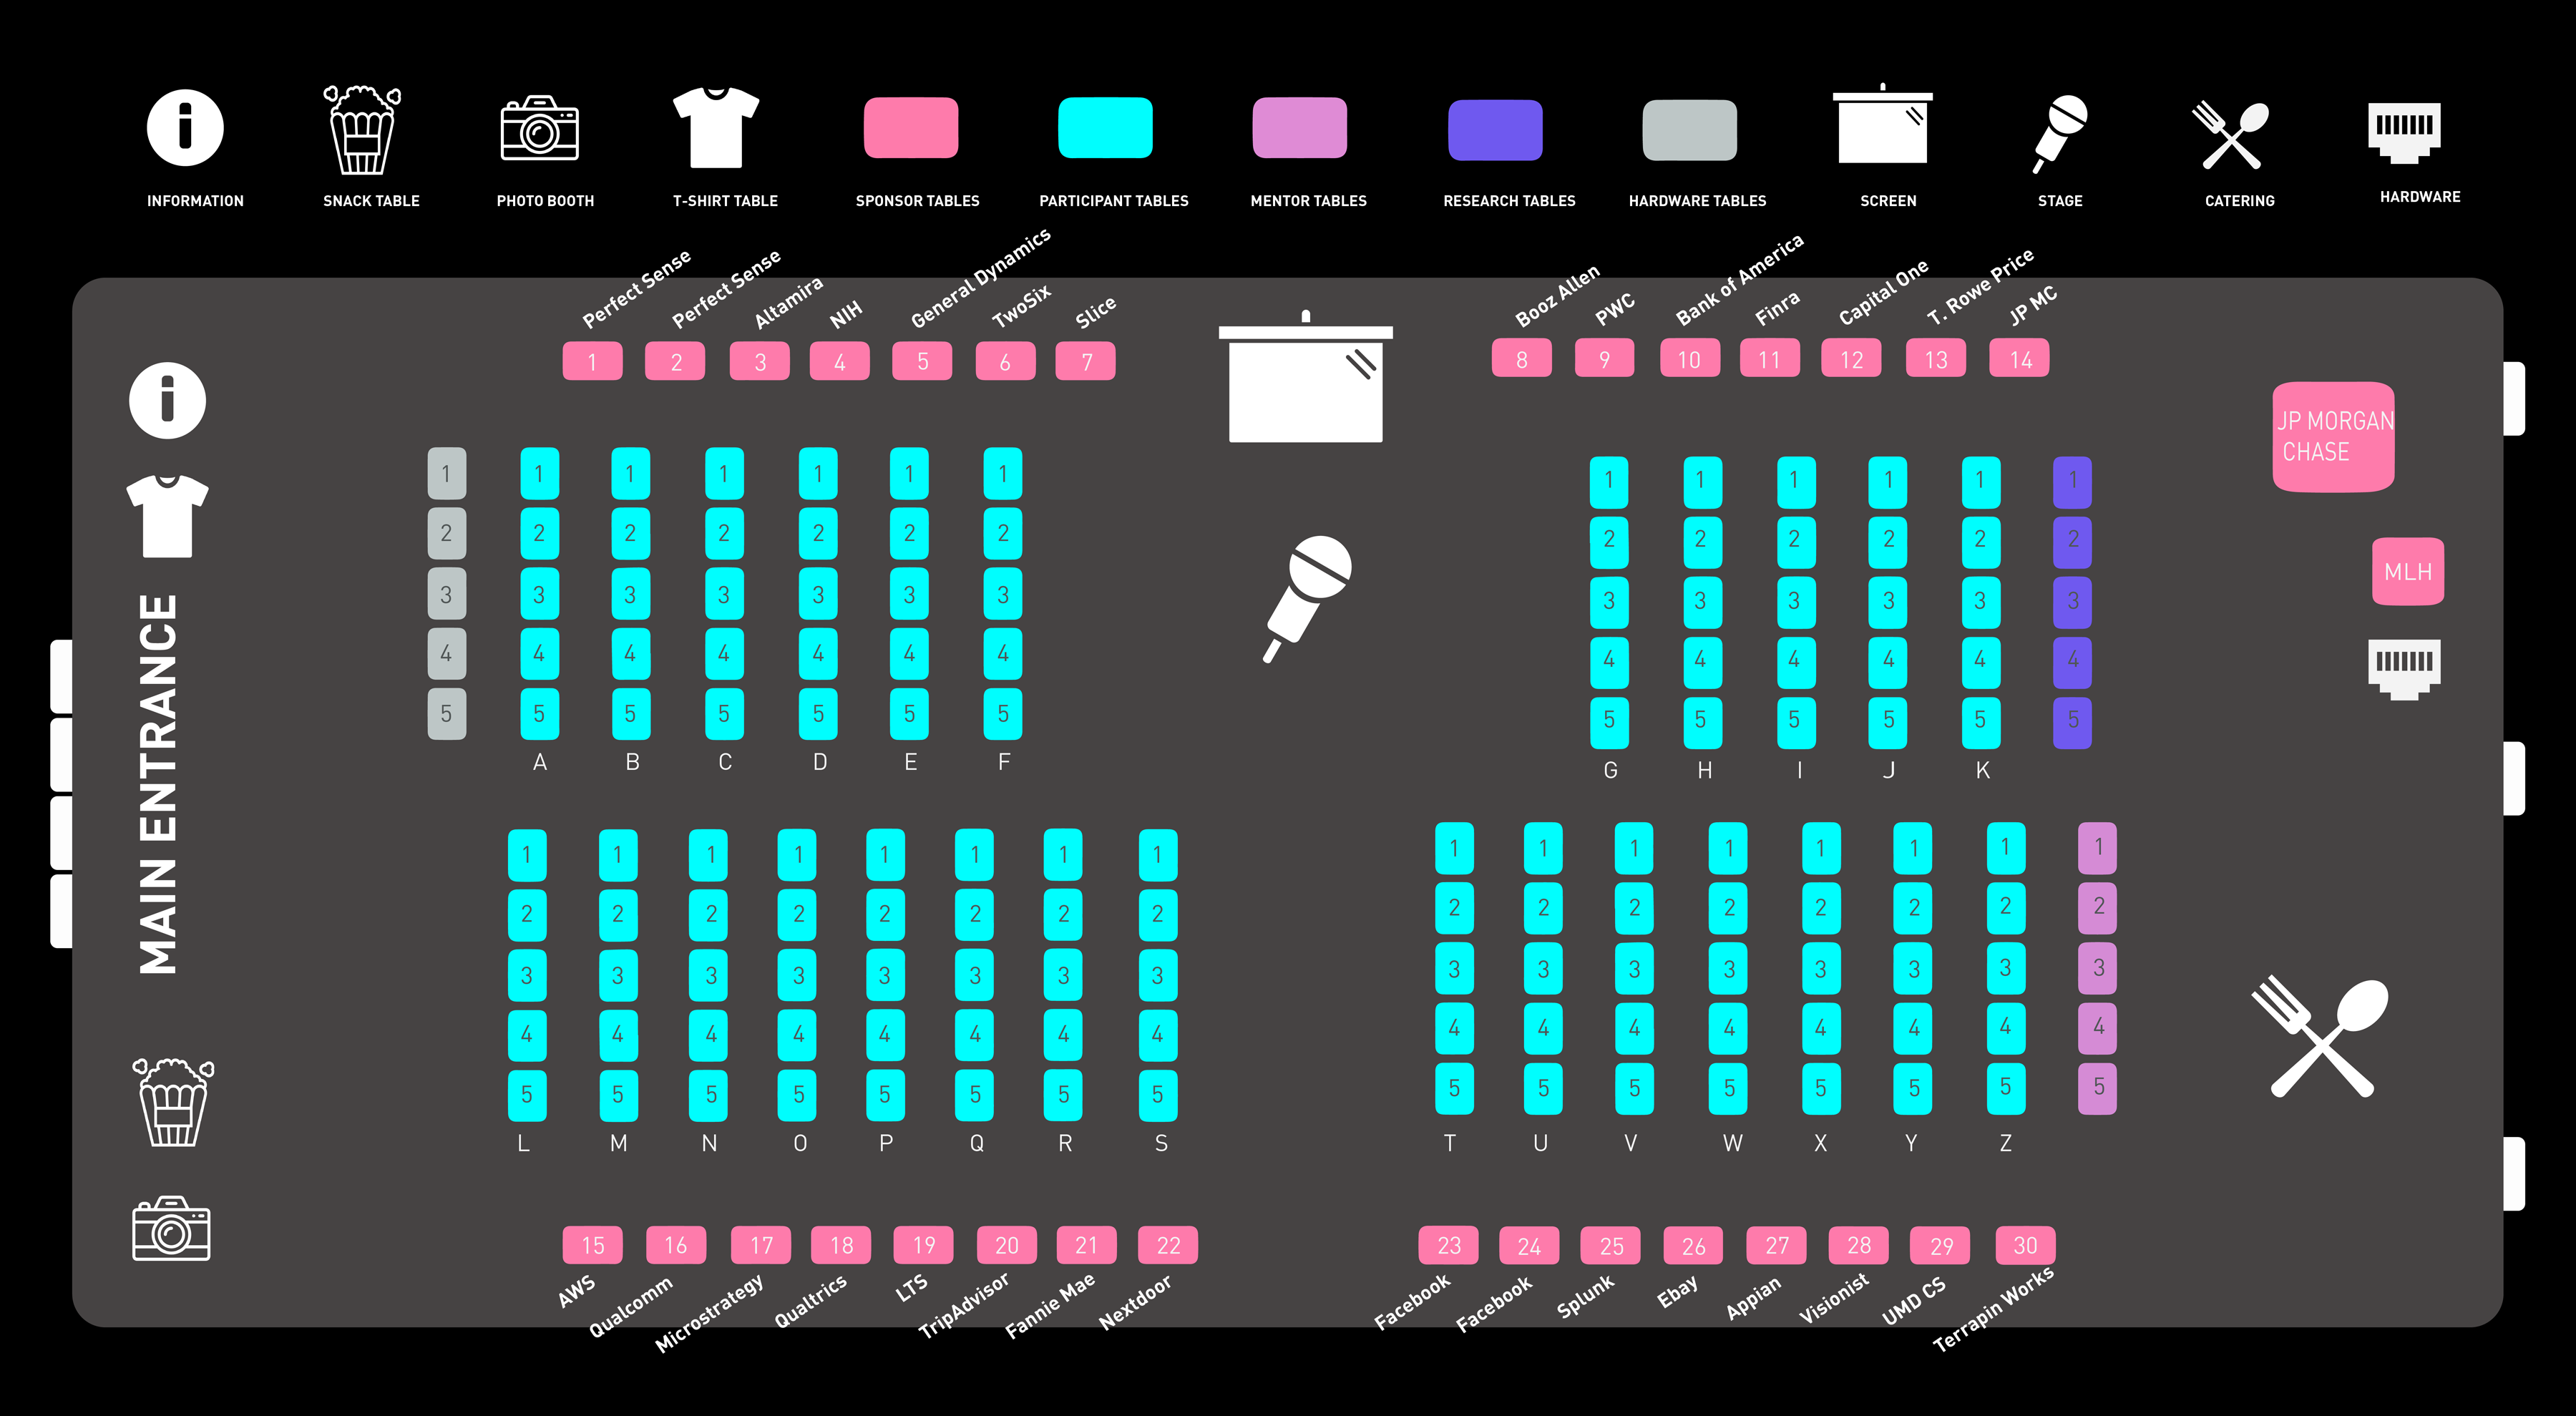 INFORMATION SNACK TABLE PHOTO BOOTH T-SHIRT TABLE SPONSOR TABLES PARTICIPANT TABLES MENTOR TABLES RESEARCH TABLES HARDWARE TABLES SCREEN STAGE CATERING HARDWARE
Perfect Sense Perfect Sense Altamira NIH General Dynamics TwoSix Slice Booz Allen PWC Bank of America Finra Capital One T. Rowe Price JP MC
1 2 3 4 5 6 7 8 9 10 11 12 13 14
JP MORGAN
CHASE
MLH
MAIN ENTRANCE
1 1 1 1 1 1 1 1 1 1 1 1 1
2 2 2 2 2 2 2 2 2 2 2 2 2
3 3 3 3 3 3 3 3 3 3 3 3 3
4 4 4 4 4 4 4 4 4 4 4 4 4
5 5 5 5 5 5 5 5 5 5 5 5 5
A B C D E F G H I J K
1 1 1 1 1 1 1 1 1 1 1 1 1 1 1 1
2 2 2 2 2 2 2 2 2 2 2 2 2 2 2 2
3 3 3 3 3 3 3 3 3 3 3 3 3 3 3 3
4 4 4 4 4 4 4 4 4 4 4 4 4 4 4 4
5 5 5 5 5 5 5 5 5 5 5 5 5 5 5 5
L M N O P Q R S T U V W X Y Z
15 16 17 18 19 20 21 22 23 24 25 26 27 28 29 30
AWS Qualcomm Microstrategy Qualtrics LTS TripAdvisor Fannie Mae Nextdoor Facebook Facebook Splunk Ebay Appian Visionist UMD CS Terrapin Works